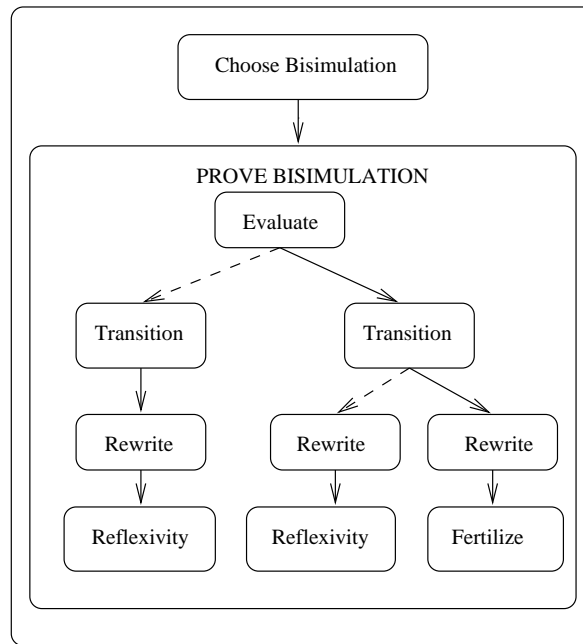 Choose Bisimulation
PROVE BISIMULATION
Evaluate
Transition
Transition
Rewrite
Rewrite
Rewrite
Reflexivity
Reflexivity
Fertilize